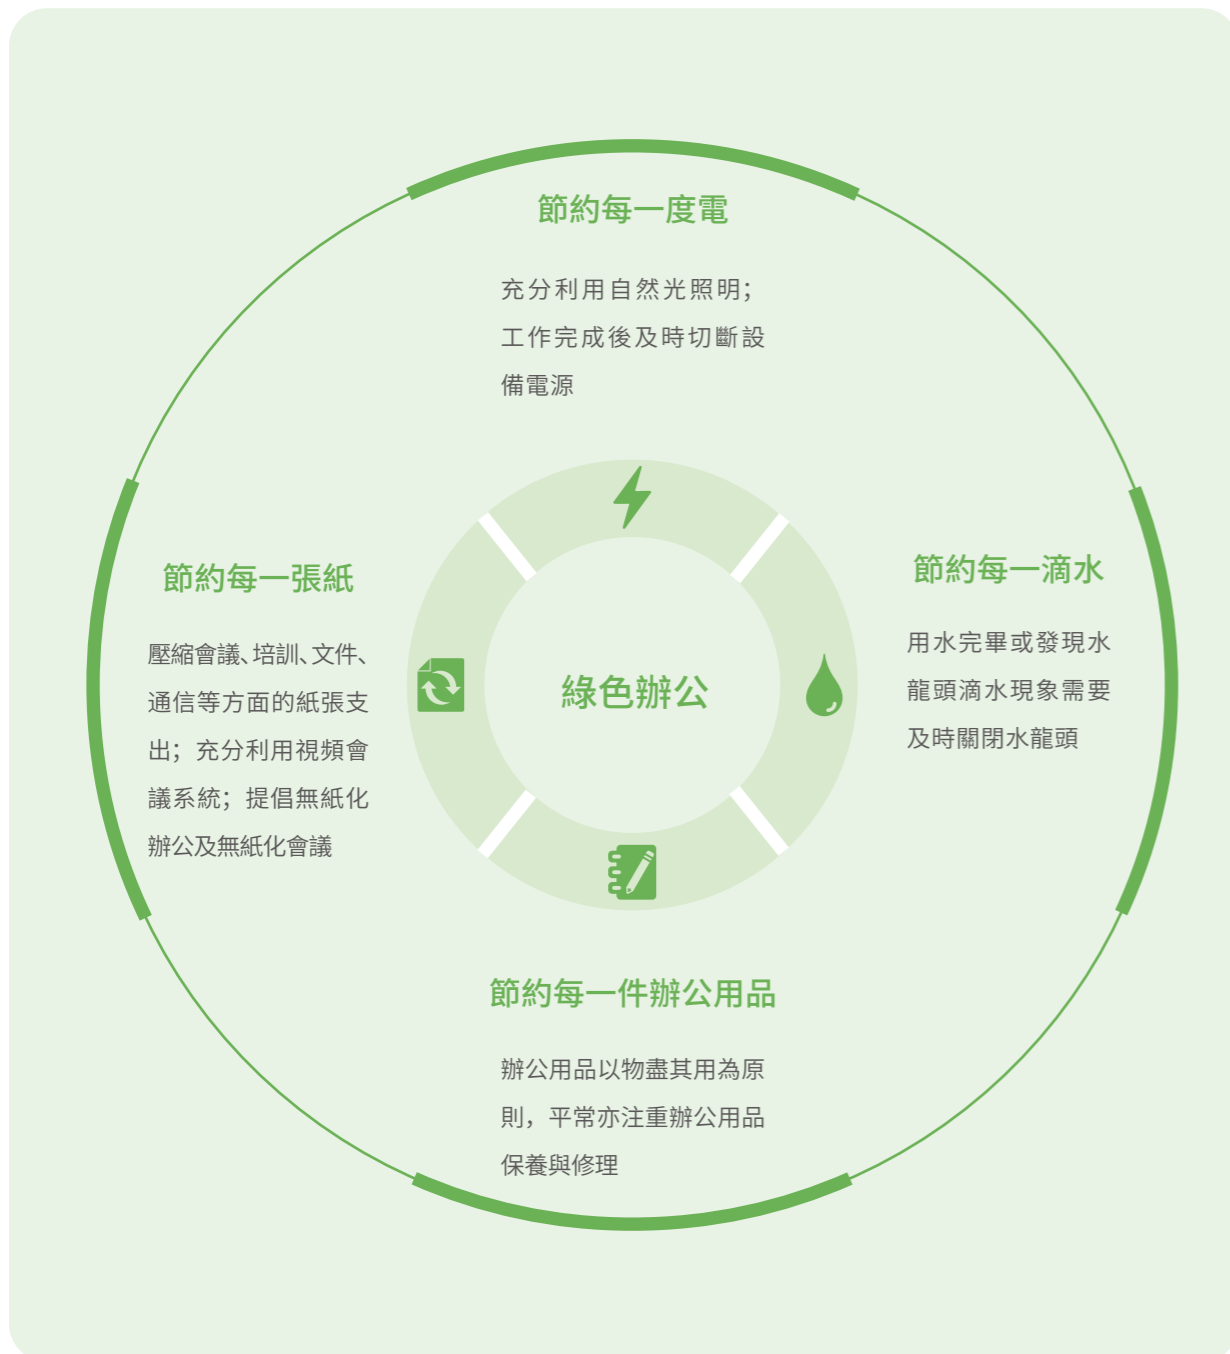 節約每一度電
充分利用自然光照明；
工作完成後及時切斷設
備電源
節約每一張紙
壓縮會議、培訓、文件、
通信等方面的紙張支
出；充分利用視頻會
議系統；提倡無紙化
辦公及無紙化會議
綠色辦公
節約每一滴水
用水完畢或發現水
龍頭滴水現象需要
及時關閉水龍頭
節約每一件辦公用品
辦公用品以物盡其用為原
則，平常亦注重辦公用品
保養與修理